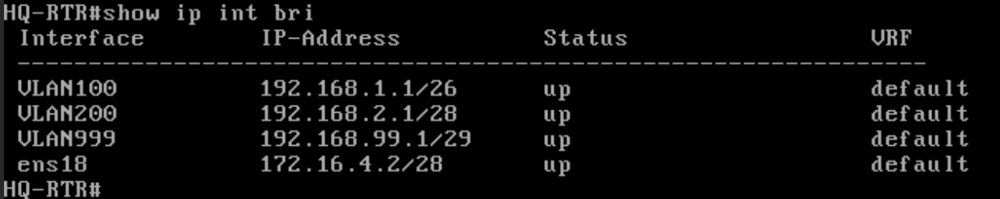 HQ-RTR#show ip int bri
Interface IP-Address Status VRF
----------------------------------------------------------------------
VLAN100 192.168.1.1/26 up default
VLAN200 192.168.2.1/28 up default
VLAN999 192.168.99.1/29 up default
ens18 172.16.4.2/28 up default
HQ-RTR#